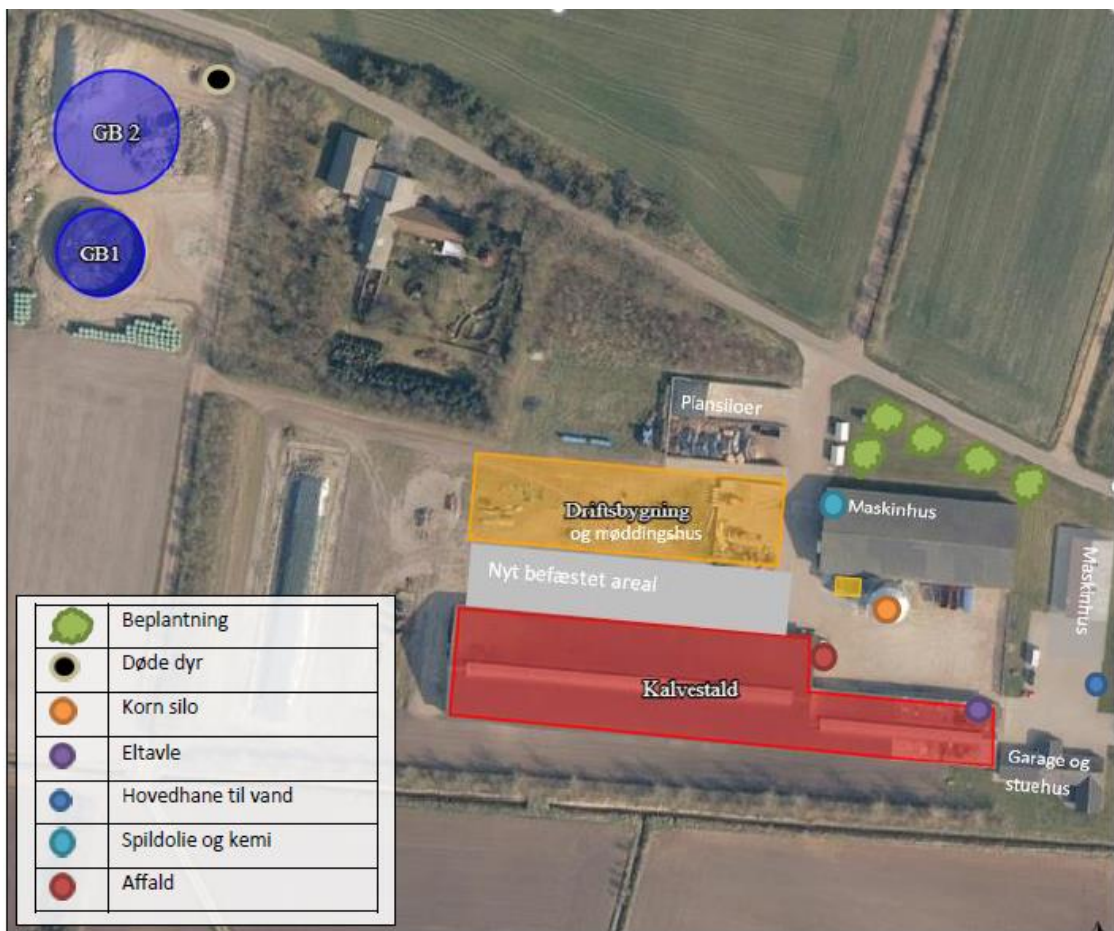 GB 2
GB1
Plansiloer
Driftsbygning
og møddingshus
Maskinhus
Maskinhus
Nyt befæstet areal
Kalvestald
Garage og
stuehus
Beplantning
Døde dyr
Korn silo
Eltavle
Hovedhane til vand
Spildolie og kemi
Affald